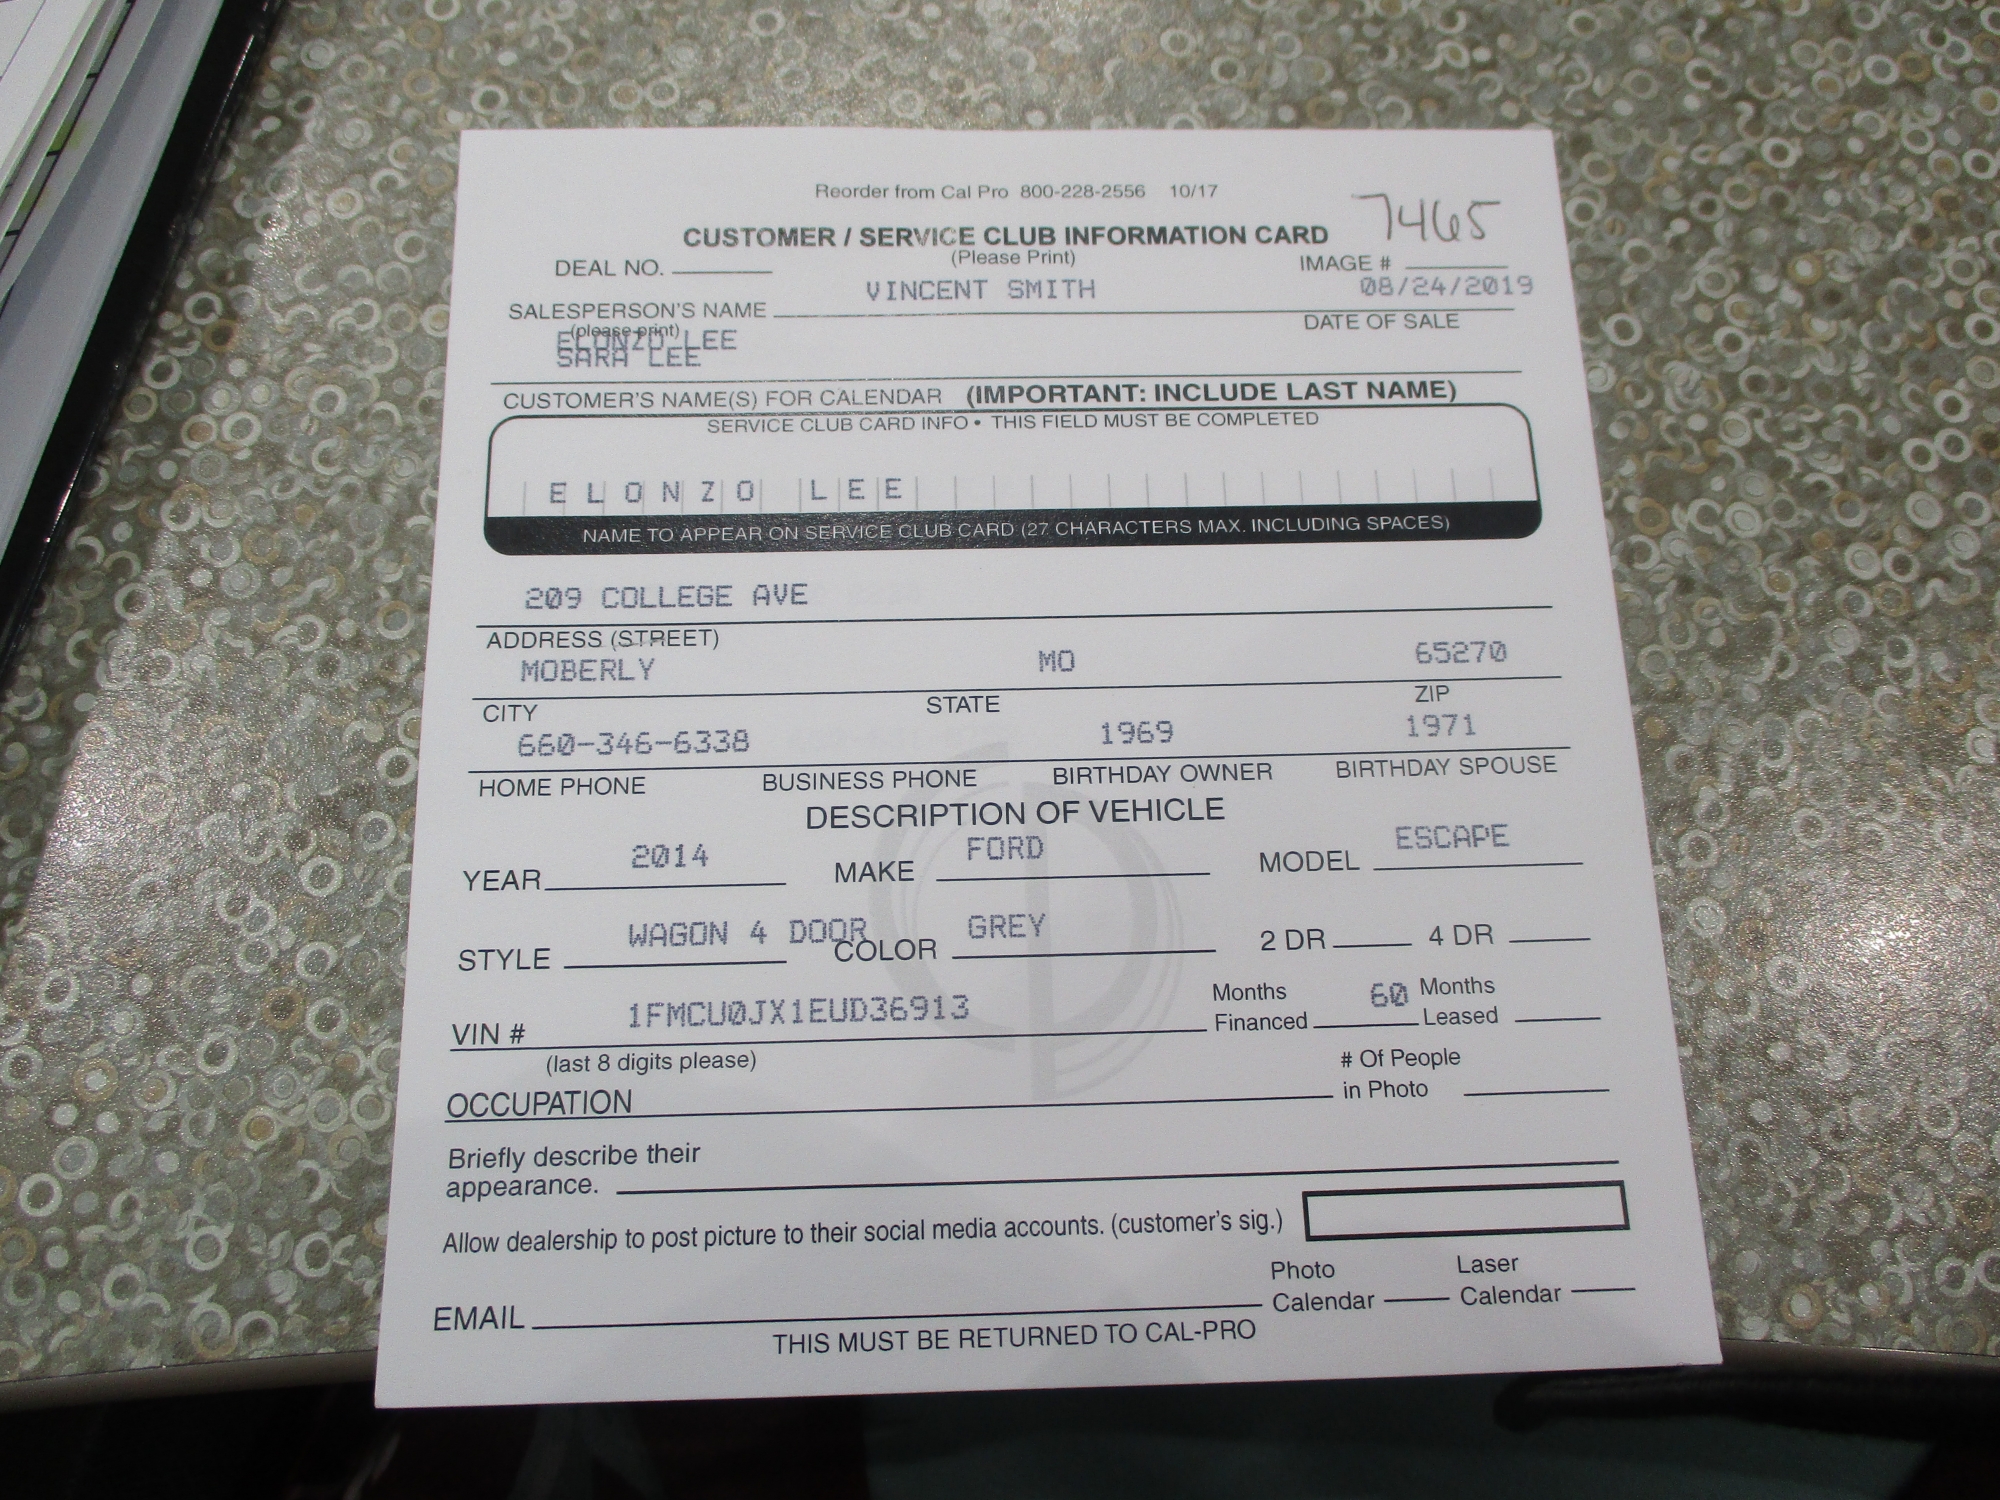 Reorder from Cal Pro 800-228-2556 10/17
7465
CUSTOMER / SERVICE CLUB INFORMATION CARD
(Please Print)
DEAL NO. IMAGE #
VINCENT SMITH 08/24/2019
SALESPERSON'S NAME DATE OF SALE
(please print)
ELONZO LEE
SARA LEE
CUSTOMER'S NAME(S) FOR CALENDAR (IMPORTANT: INCLUDE LAST NAME)
SERVICE CLUB CARD INFO • THIS FIELD MUST BE COMPLETED
ELONZO LEE
NAME TO APPEAR ON SERVICE CLUB CARD (27 CHARACTERS MAX. INCLUDING SPACES)
209 COLLEGE AVE
ADDRESS (STREET)
MOBERLY MO 65270
CITY STATE ZIP
660-346-6338 1969 1971
HOME PHONE BUSINESS PHONE BIRTHDAY OWNER BIRTHDAY SPOUSE
DESCRIPTION OF VEHICLE
YEAR 2014 MAKE FORD MODEL ESCAPE
STYLE WAGON 4 DOOR COLOR GREY 2 DR 4 DR
VIN # 1FMCU0JX1EUD36913 Months Financed 60 Months Leased
(last 8 digits please)
OCCUPATION # Of People in Photo
Briefly describe their
appearance.
Allow dealership to post picture to their social media accounts. (customer's sig.)
EMAIL Photo Calendar Laser Calendar
THIS MUST BE RETURNED TO CAL-PRO